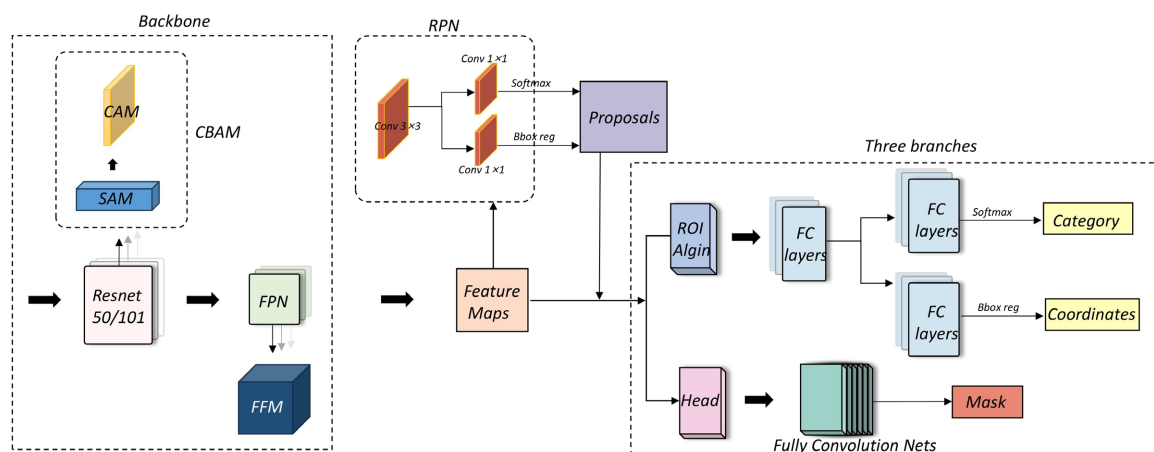 Backbone
CAM
CBAM
SAM
Resnet
50/101
FPN
FFM
RPN
Conv 3×3
Conv 1×1
Conv 1×1
Softmax
Bbox reg
Proposals
Feature
Maps
Three branches
ROI
Algin
FC
layers
FC
layers
Softmax
Category
FC
layers
Bbox reg
Coordinates
Head
Fully Convolution Nets
Mask